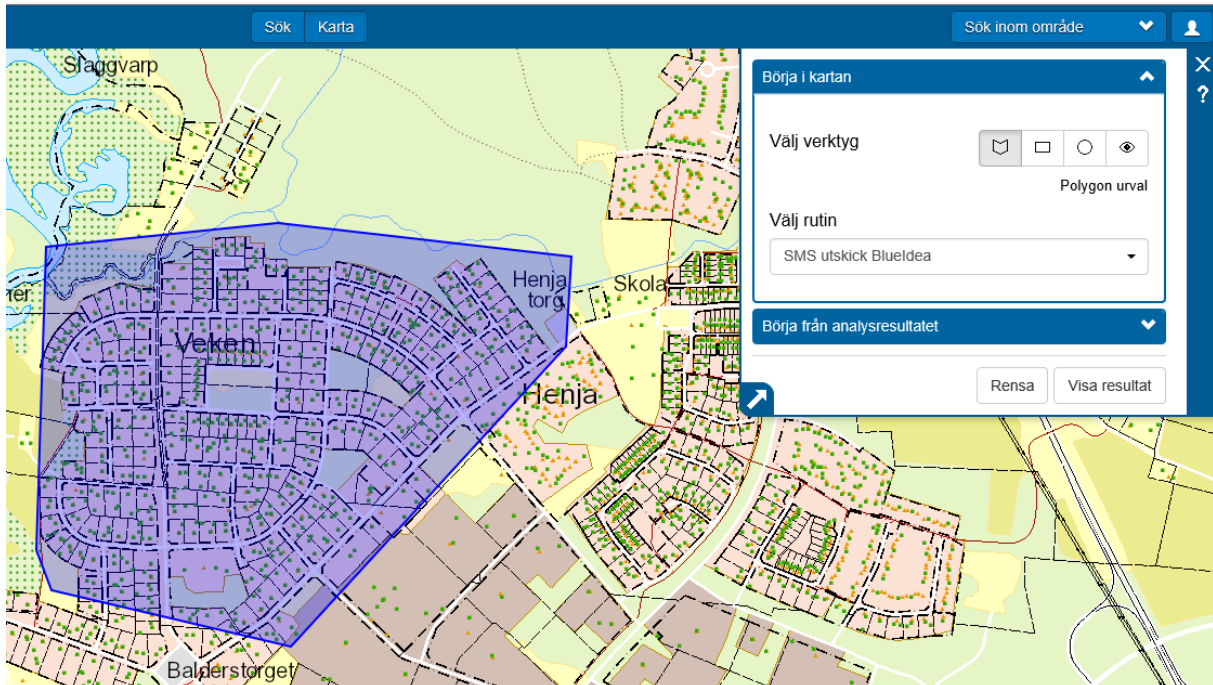 Sök
Karta
Sök inom område
Slaggvarp
Börja i kartan
?
Välj verktyg
Polygon urval
Välj rutin
SMS utskick BlueIdea
Henja
torg
Skola
ner
Veken
Börja från analysresultatet
Henja
Rensa
Visa resultat
Balderstorget